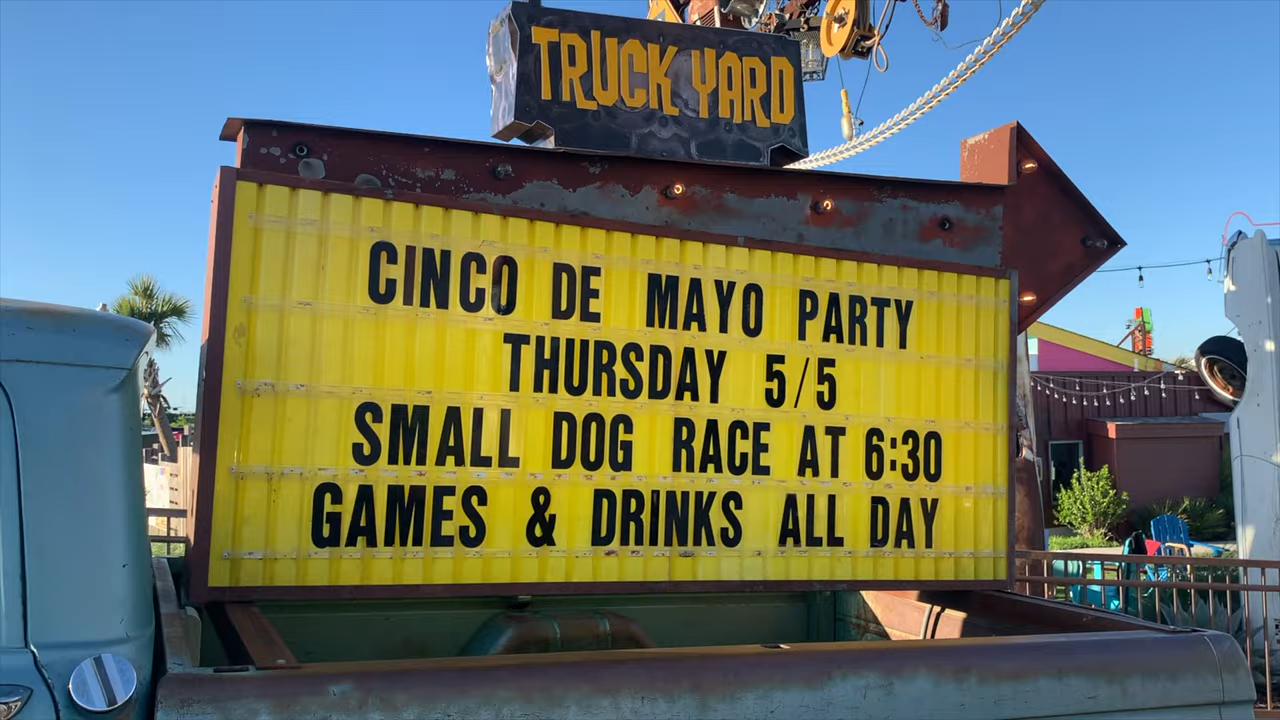 TRUCK YARD
CINCO DE MAYO PARTY
THURSDAY 5/5
SMALL DOG RACE AT 6:30
GAMES & DRINKS ALL DAY